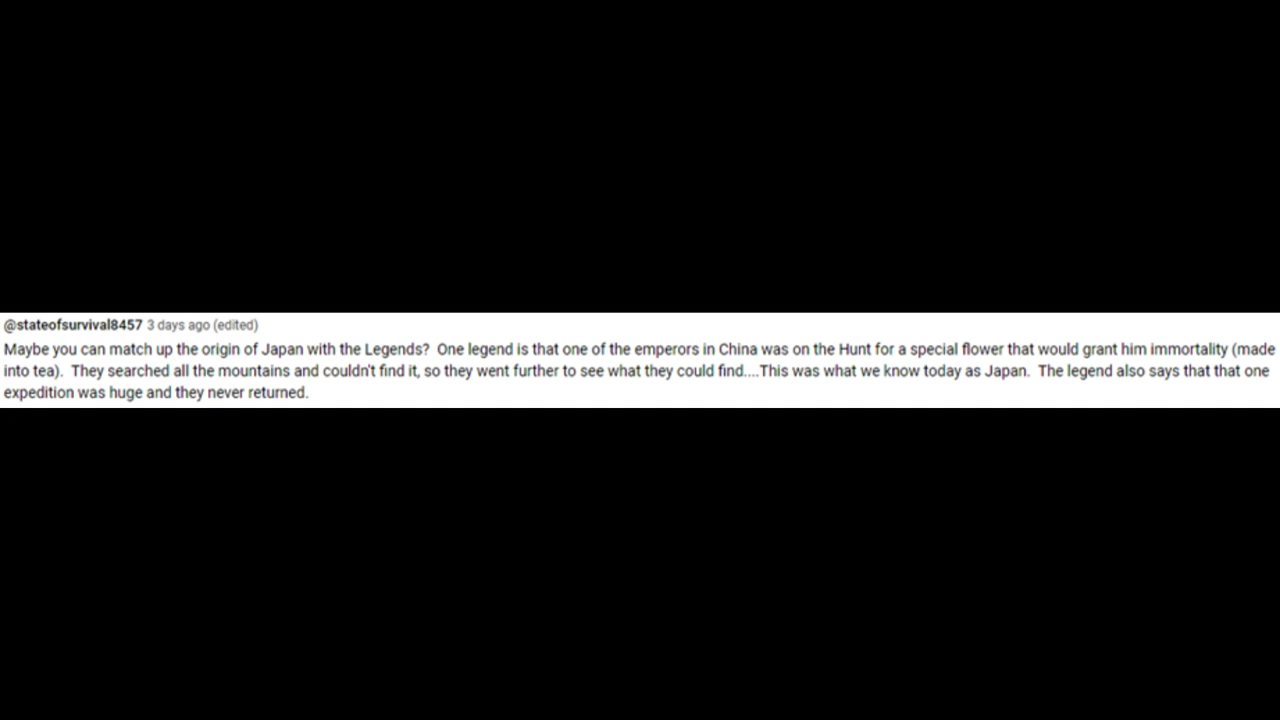 @stateofsurvival8457 3 days ago (edited)
Maybe you can match up the origin of Japan with the Legends?  One legend is that one of the emperors in China was on the Hunt for a special flower that would grant him immortality (made
into tea).  They searched all the mountains and couldn't find it, so they went further to see what they could find....This was what we know today as Japan.  The legend also says that that one
expedition was huge and they never returned.